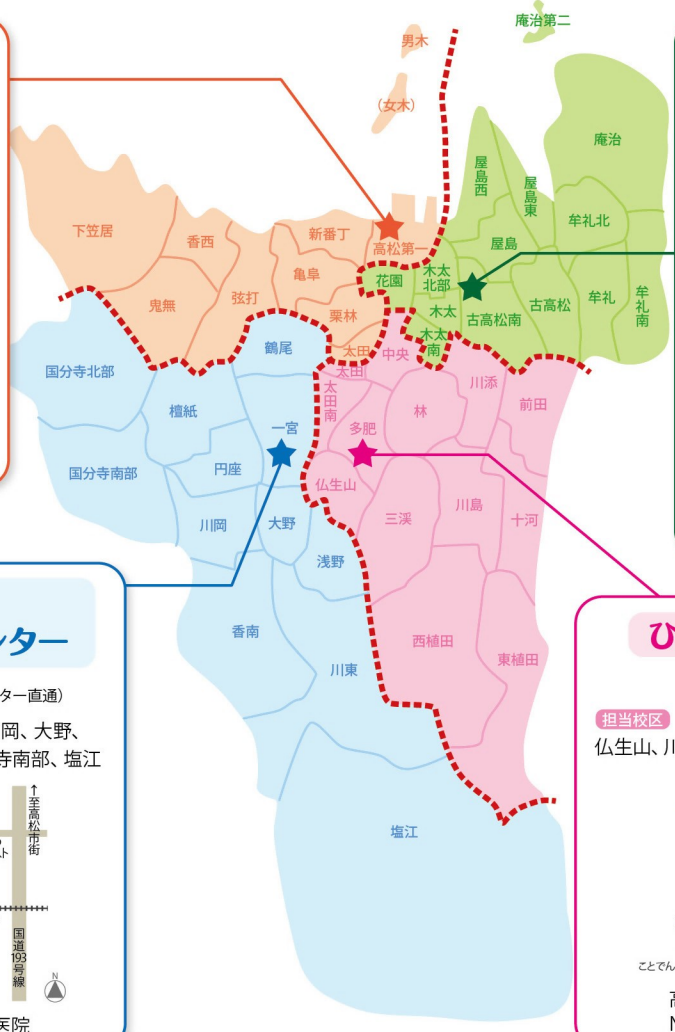 庵治第二
男木
(女木)
庵治
屋島西
屋島東
牟礼北
下笠居
香西
新番丁
高松第一
屋島
鬼無
弦打
亀阜
花園
木太
北部
栗林
木太
古高松南
古高松
牟礼
牟礼南
太田
木太
南
鶴尾
中央
国分寺北部
太田
太田南
川添
前田
檀紙
林
一宮
多肥
国分寺南部
円座
仏生山
川島
川岡
大野
三渓
十河
浅野
香南
西植田
東植田
川東
塩江
ンター
ター直通)
岡、大野、
寺南部、塩江
↑至高松市街
ト
国道193号線
N
医院
ひ
担当校区
仏生山、川
ことでん
高
N